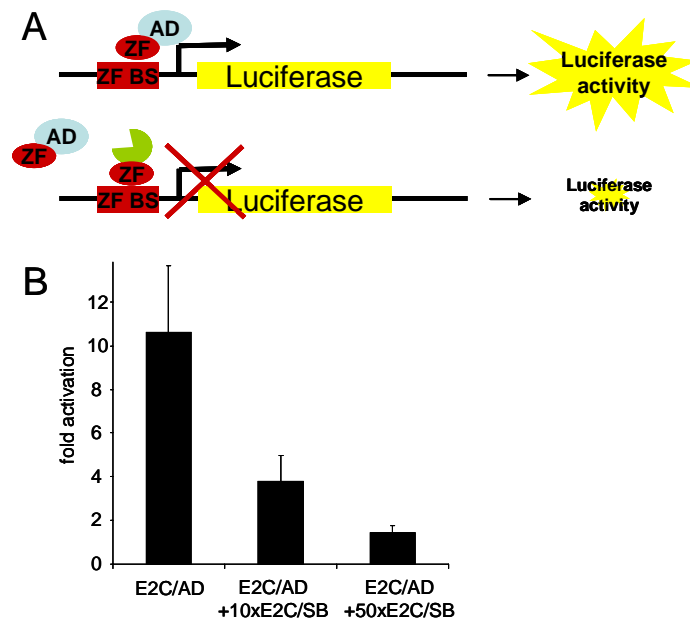 A
AD
ZF
ZF BS
Luciferase
Luciferase
activity
AD
ZF
ZF
ZF BS
Luciferase
Luciferase
activity
B
fold activation
12
10
8
6
4
2
0
E2C/AD
E2C/AD
+10xE2C/SB
E2C/AD
+50xE2C/SB